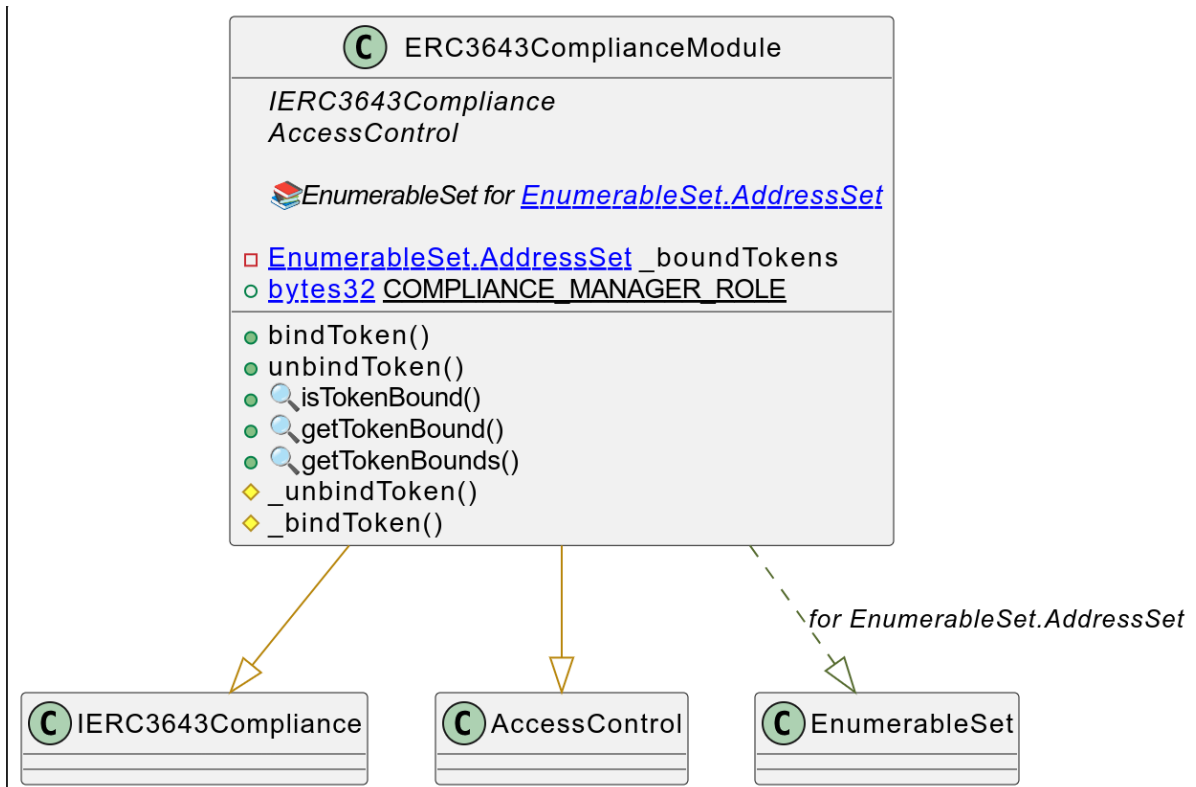 C ERC3643ComplianceModule
IERC3643Compliance
AccessControl
📚EnumerableSet for EnumerableSet.AddressSet
EnumerableSet.AddressSet _boundTokens
bytes32 COMPLIANCE_MANAGER_ROLE
bindToken()
unbindToken()
🔍isTokenBound()
🔍getTokenBound()
🔍getTokenBounds()
_unbindToken()
_bindToken()
for EnumerableSet.AddressSet
C IERC3643Compliance
C AccessControl
C EnumerableSet